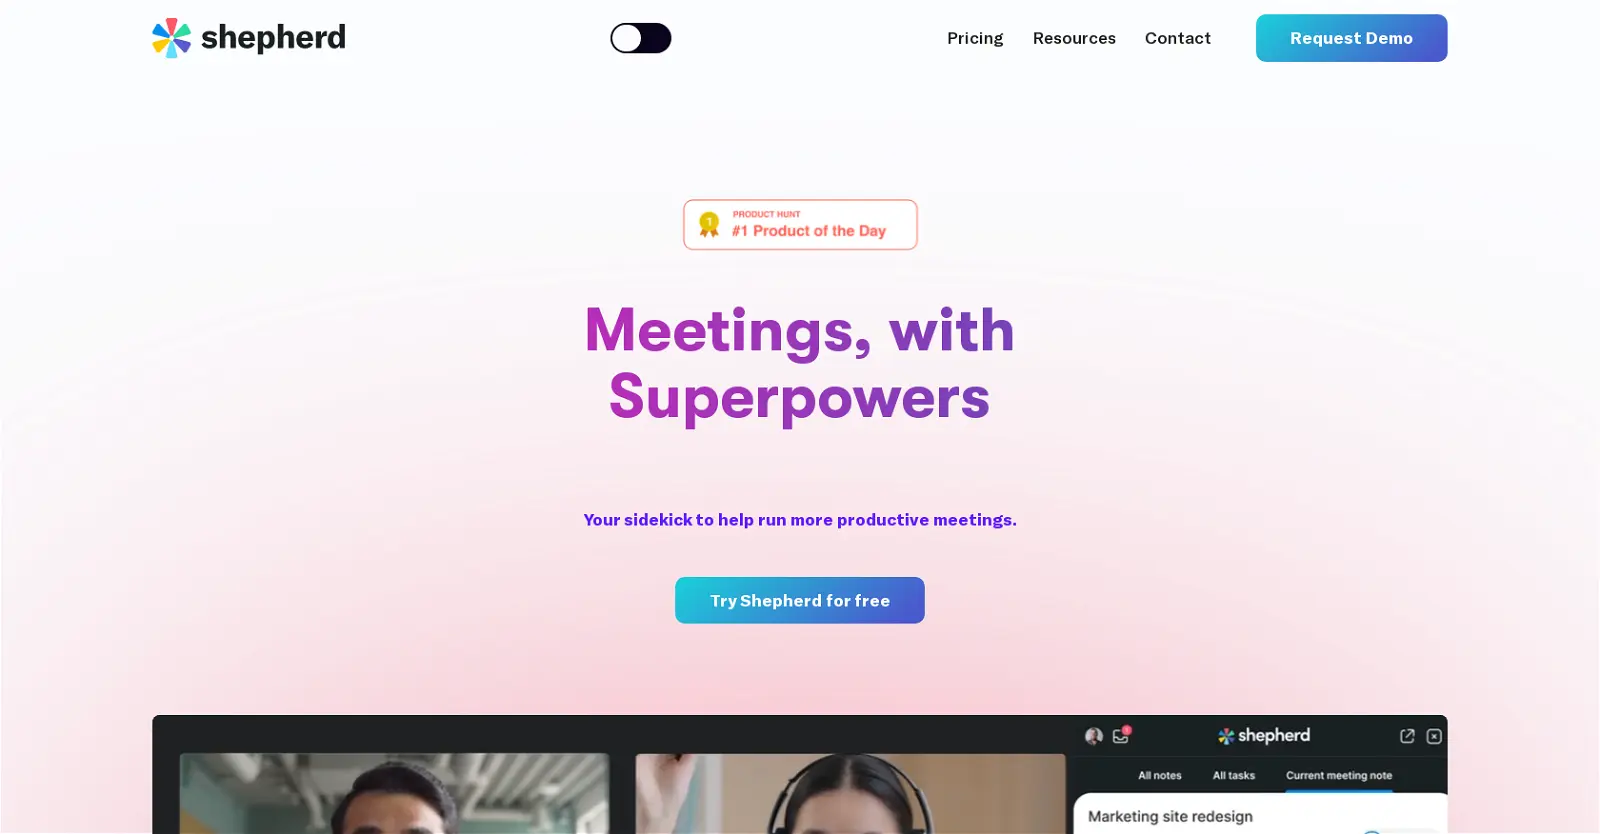 shepherd
Pricing
Resources
Contact
Request Demo
1
PRODUCT HUNT
#1 Product of the Day
Meetings, with
Superpowers
Your sidekick to help run more productive meetings.
Try Shepherd for free
shepherd
All notes
All tasks
Current meeting note
Marketing site redesign